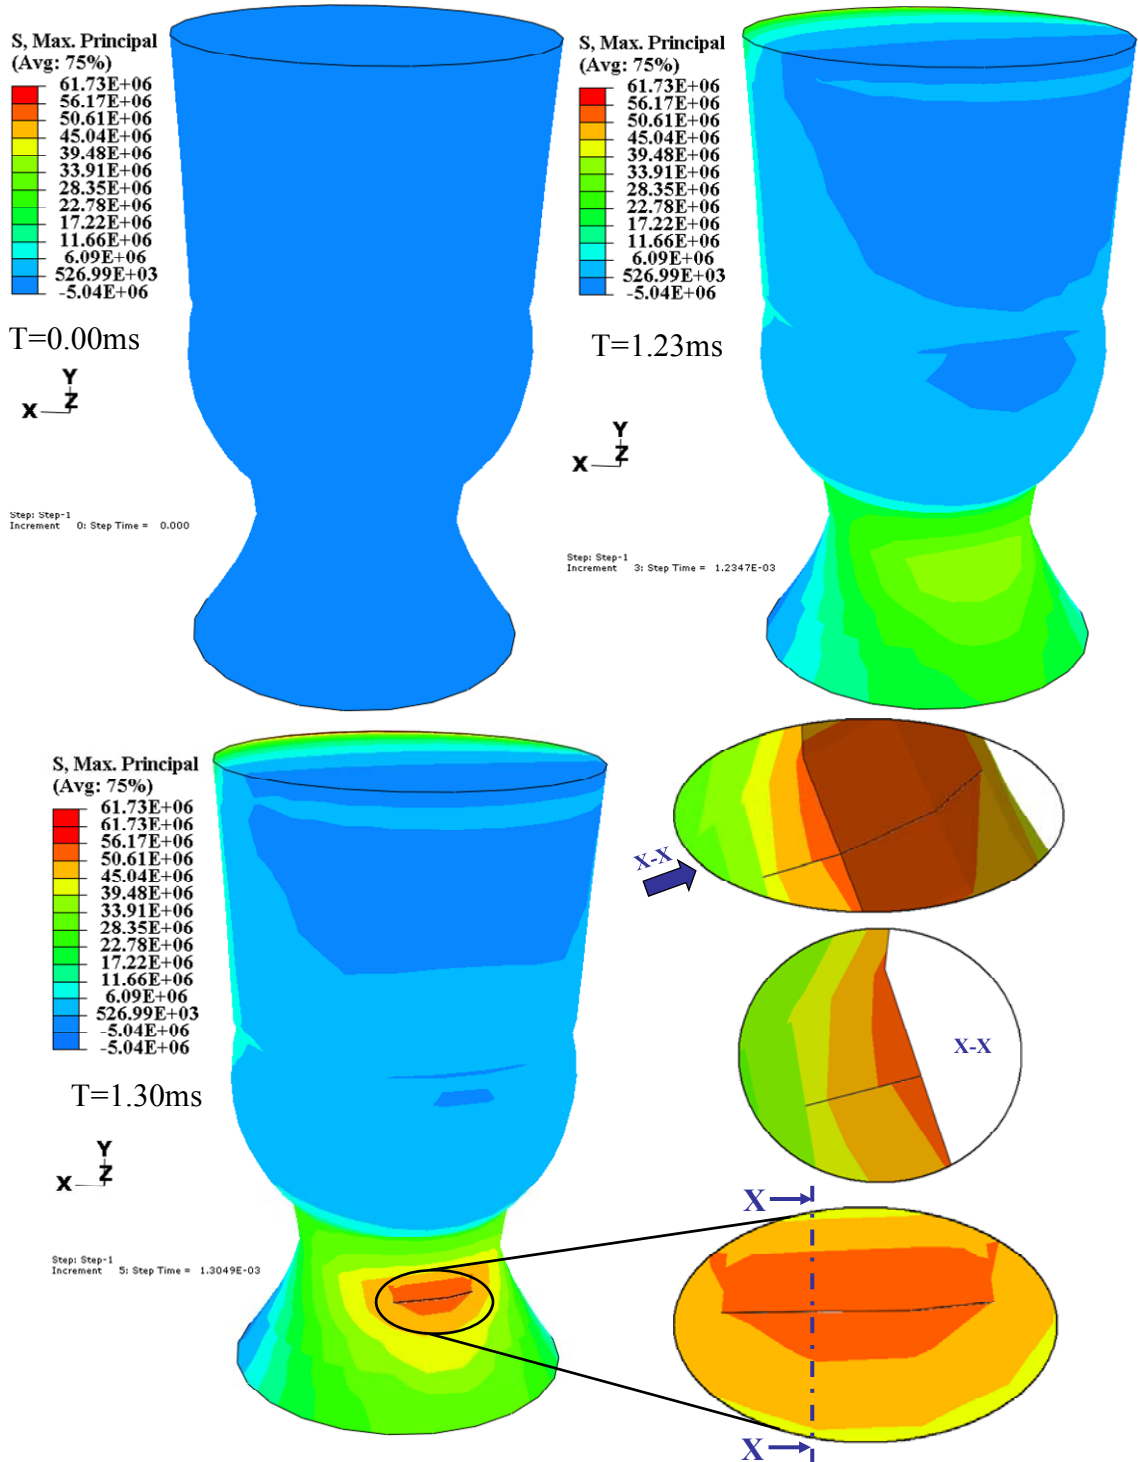 S, Max. Principal
(Avg: 75%)
61.73E+06
56.17E+06
50.61E+06
45.04E+06
39.48E+06
33.91E+06
28.35E+06
22.78E+06
17.22E+06
11.66E+06
6.09E+06
526.99E+03
-5.04E+06
T=0.00ms
Y
Z
X
Step: Step-1
Increment 0: Step Time = 0.000
S, Max. Principal
(Avg: 75%)
61.73E+06
56.17E+06
50.61E+06
45.04E+06
39.48E+06
33.91E+06
28.35E+06
22.78E+06
17.22E+06
11.66E+06
6.09E+06
526.99E+03
-5.04E+06
T=1.23ms
Y
Z
X
Step: Step-1
Increment 3: Step Time = 1.2347E-03
S, Max. Principal
(Avg: 75%)
61.73E+06
61.73E+06
56.17E+06
50.61E+06
45.04E+06
39.48E+06
33.91E+06
28.35E+06
22.78E+06
17.22E+06
11.66E+06
6.09E+06
526.99E+03
-5.04E+06
-5.04E+06
T=1.30ms
Y
Z
X
Step: Step-1
Increment 5: Step Time = 1.3049E-03
X-X
X-X
X
X